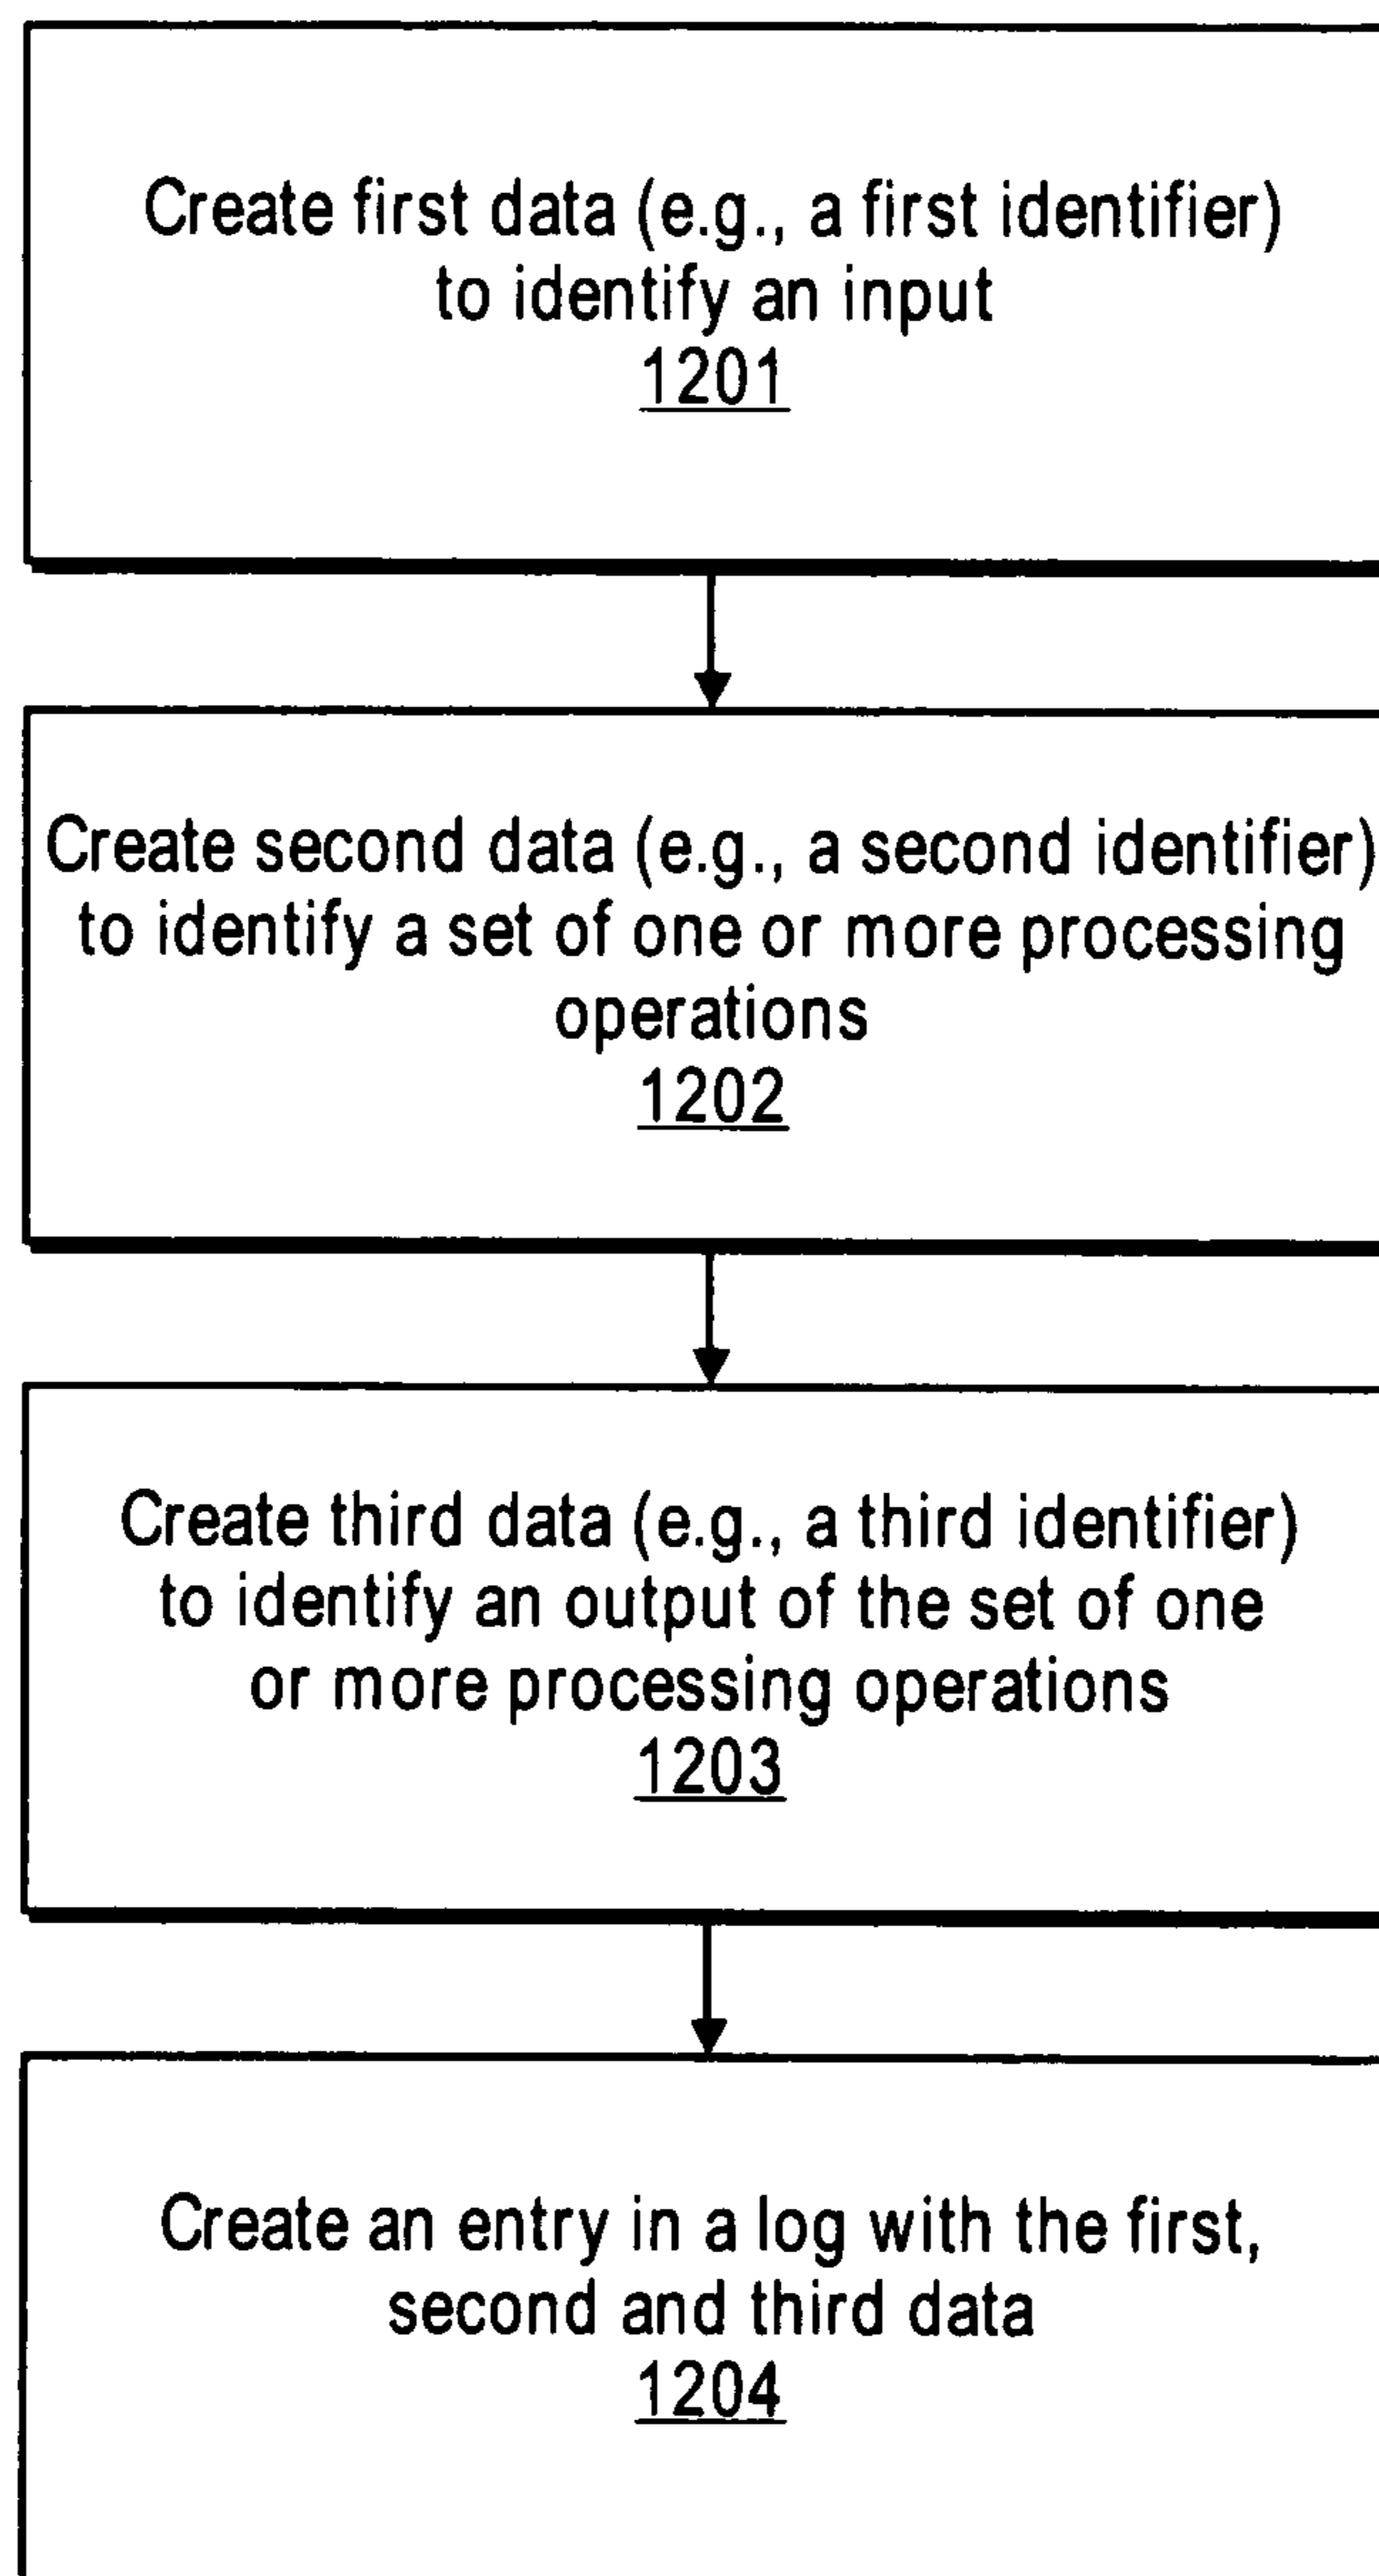 Create first data (e.g., a first identifier)
to identify an input
1201
Create second data (e.g., a second identifier)
to identify a set of one or more processing
operations
1202
Create third data (e.g., a third identifier)
to identify an output of the set of one
or more processing operations
1203
Create an entry in a log with the first,
second and third data
1204